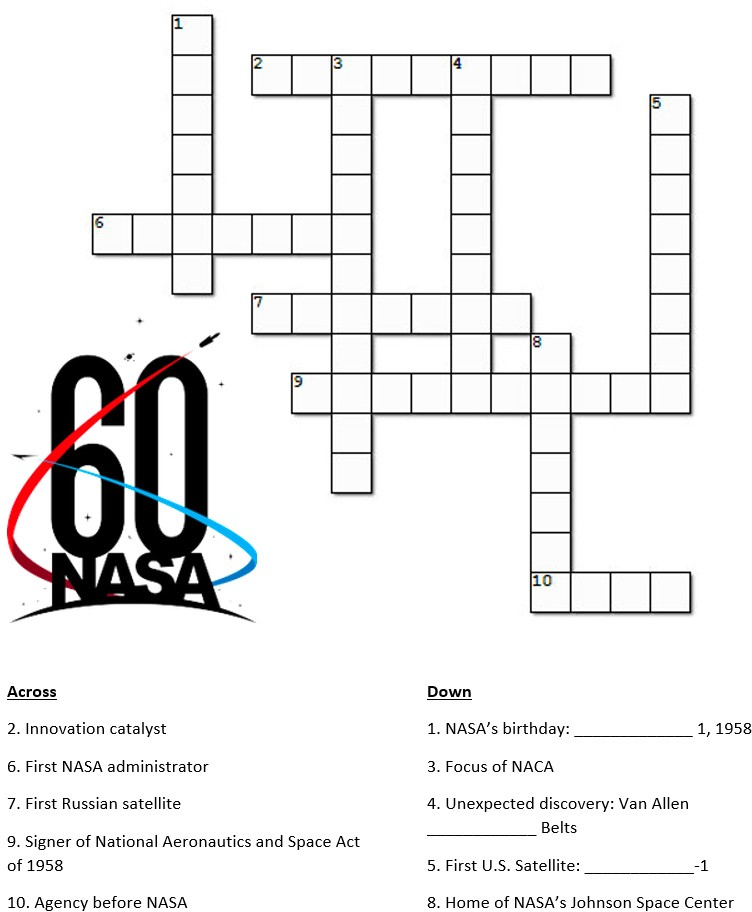 1
2
3
4
5
6
7
8
9
10
60
NASA
Across
2. Innovation catalyst
6. First NASA administrator
7. First Russian satellite
9. Signer of National Aeronautics and Space Act
of 1958
10. Agency before NASA
Down
1. NASA’s birthday: _____________ 1, 1958
3. Focus of NACA
4. Unexpected discovery: Van Allen
____________ Belts
5. First U.S. Satellite: ____________-1
8. Home of NASA’s Johnson Space Center